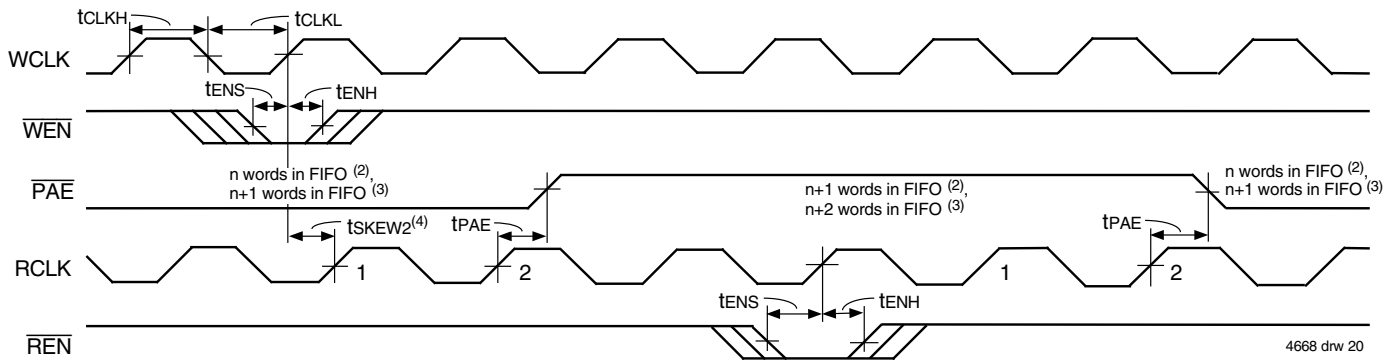 tCLKH
tCLKL
WCLK
tENS
tENH
WEN
n words in FIFO (2),
n+1 words in FIFO (3)
PAE
n+1 words in FIFO (2),
n+2 words in FIFO (3)
n words in FIFO (2),
n+1 words in FIFO (3)
tSKEW2(4)
tPAE
tPAE
RCLK
1
2
1
2
tENS
tENH
REN
4668 drw 20